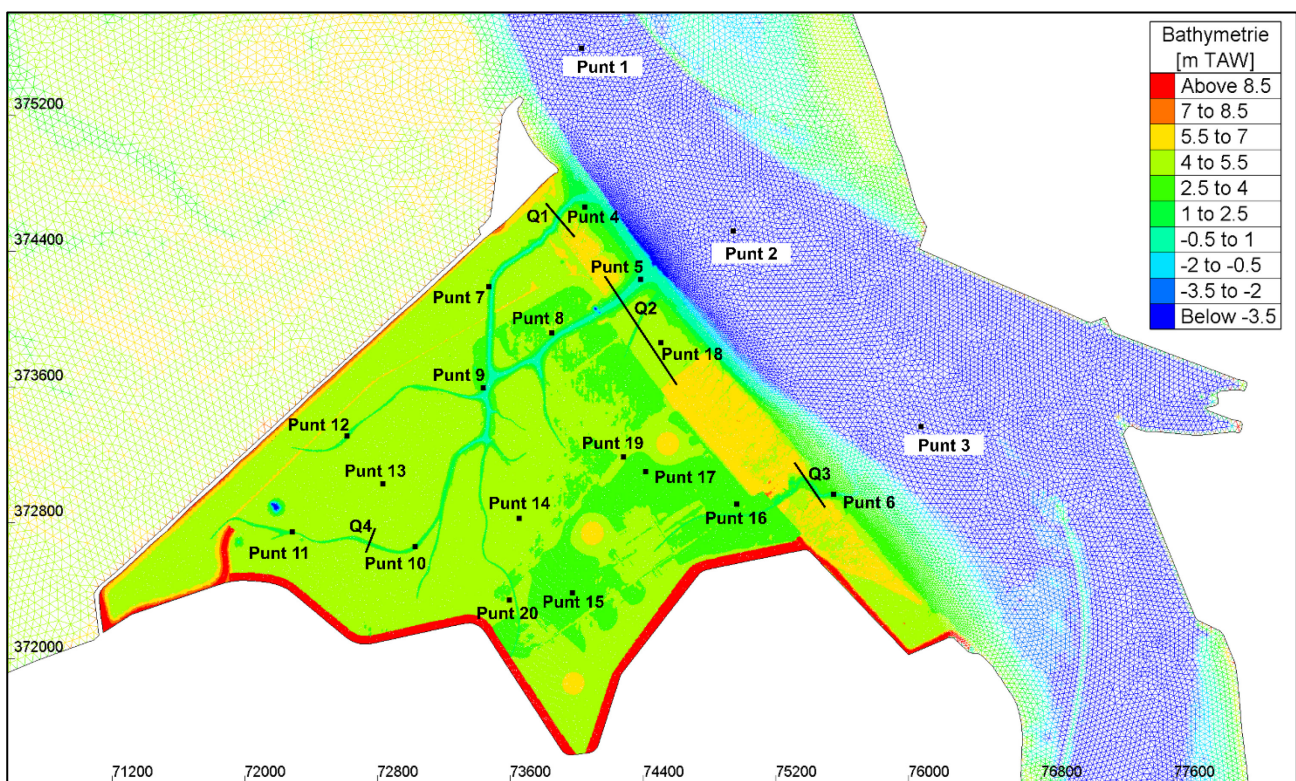 Bathymetrie
[m TAW]
Above 8.5
7 to 8.5
5.5 to 7
4 to 5.5
2.5 to 4
1 to 2.5
-0.5 to 1
-2 to -0.5
-3.5 to -2
Below -3.5
Punt 1
375200
Q1
Punt 4
374400
Punt 2
Punt 5
Punt 7
Q2
Punt 8
Punt 18
373600
Punt 9
Punt 12
Punt 3
Punt 19
Punt 13
Punt 17
Q3
Punt 14
Punt 6
372800
Q4
Punt 16
Punt 11
Punt 10
Punt 20
Punt 15
372000
71200
72000
72800
73600
74400
75200
76000
76800
77600